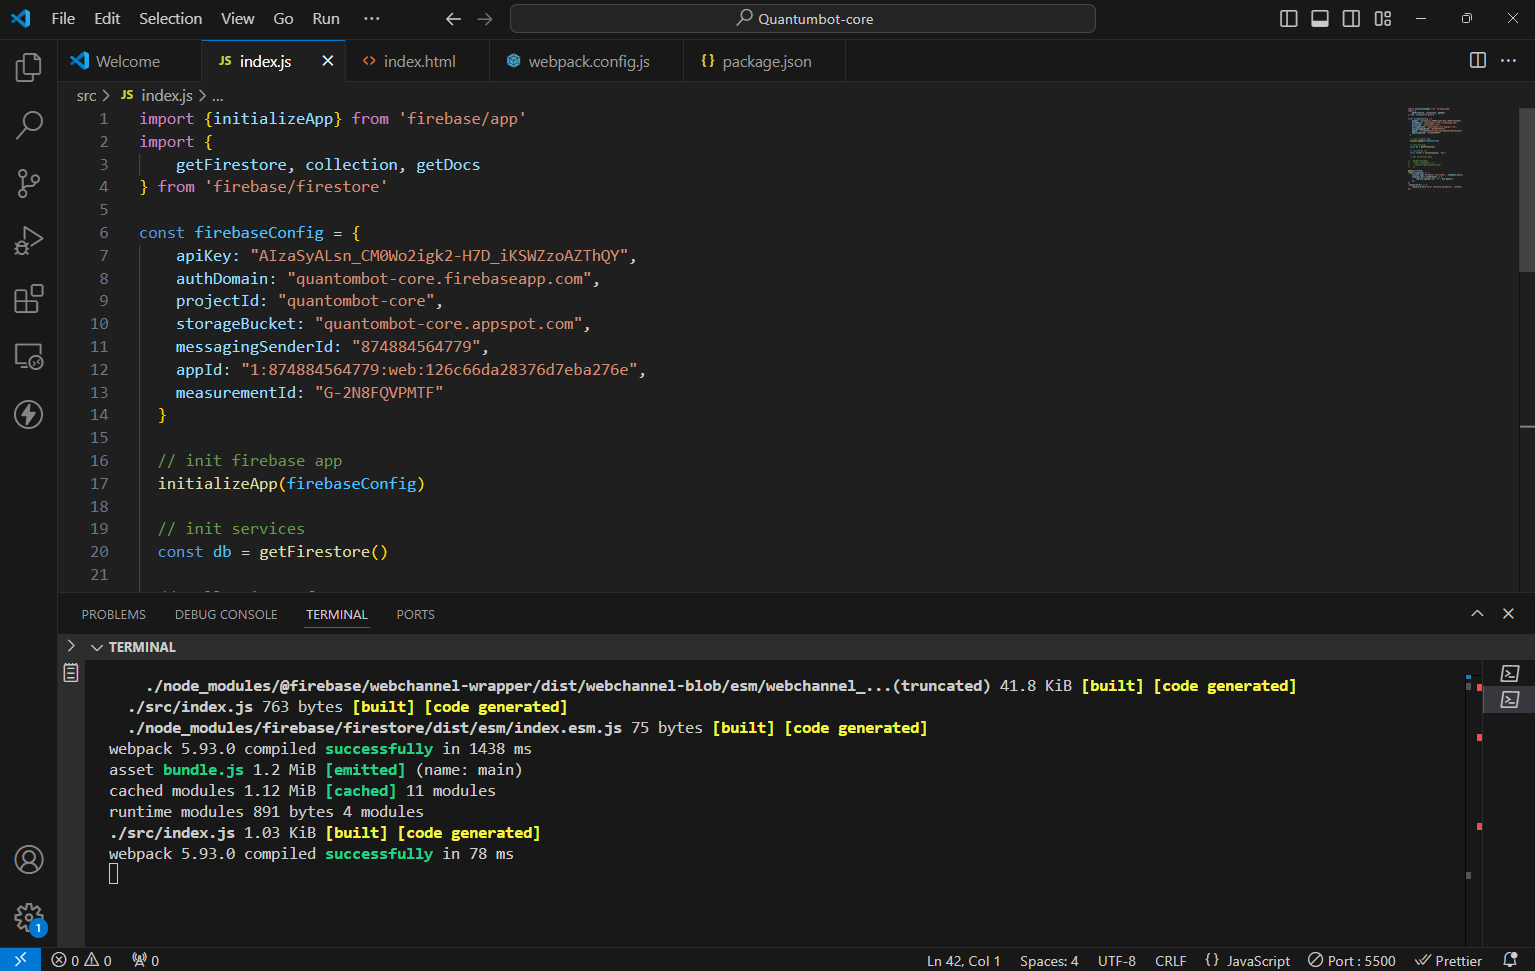 File Edit Selection View Go Run ··· Quantumbot-core
Welcome JS index.js index.html webpack.config.js {} package.json ···
src > JS index.js > ...
1 import {initializeApp} from 'firebase/app'
2 import {
3 getFirestore, collection, getDocs
4 } from 'firebase/firestore'
5
6 const firebaseConfig = {
7 apiKey: "AIzaSyALsn_CM0Wo2igk2-H7D_iKSWZzoAZThQY",
8 authDomain: "quantombot-core.firebaseapp.com",
9 projectId: "quantombot-core",
10 storageBucket: "quantombot-core.appspot.com",
11 messagingSenderId: "874884564779",
12 appId: "1:874884564779:web:126c66da28376d7eba276e",
13 measurementId: "G-2N8FQVPMTF"
14 }
15
16 // init firebase app
17 initializeApp(firebaseConfig)
18
19 // init services
20 const db = getFirestore()
21
PROBLEMS DEBUG CONSOLE TERMINAL PORTS
TERMINAL
./node_modules/@firebase/webchannel-wrapper/dist/webchannel-blob/esm/webchannel_...(truncated) 41.8 KiB [built] [code generated]
./src/index.js 763 bytes [built] [code generated]
./node_modules/firebase/firestore/dist/esm/index.esm.js 75 bytes [built] [code generated]
webpack 5.93.0 compiled successfully in 1438 ms
asset bundle.js 1.2 MiB [emitted] (name: main)
cached modules 1.12 MiB [cached] 11 modules
runtime modules 891 bytes 4 modules
./src/index.js 1.03 KiB [built] [code generated]
webpack 5.93.0 compiled successfully in 78 ms
1
0 0 0 Ln 42, Col 1 Spaces: 4 UTF-8 CRLF {} JavaScript Port : 5500 Prettier